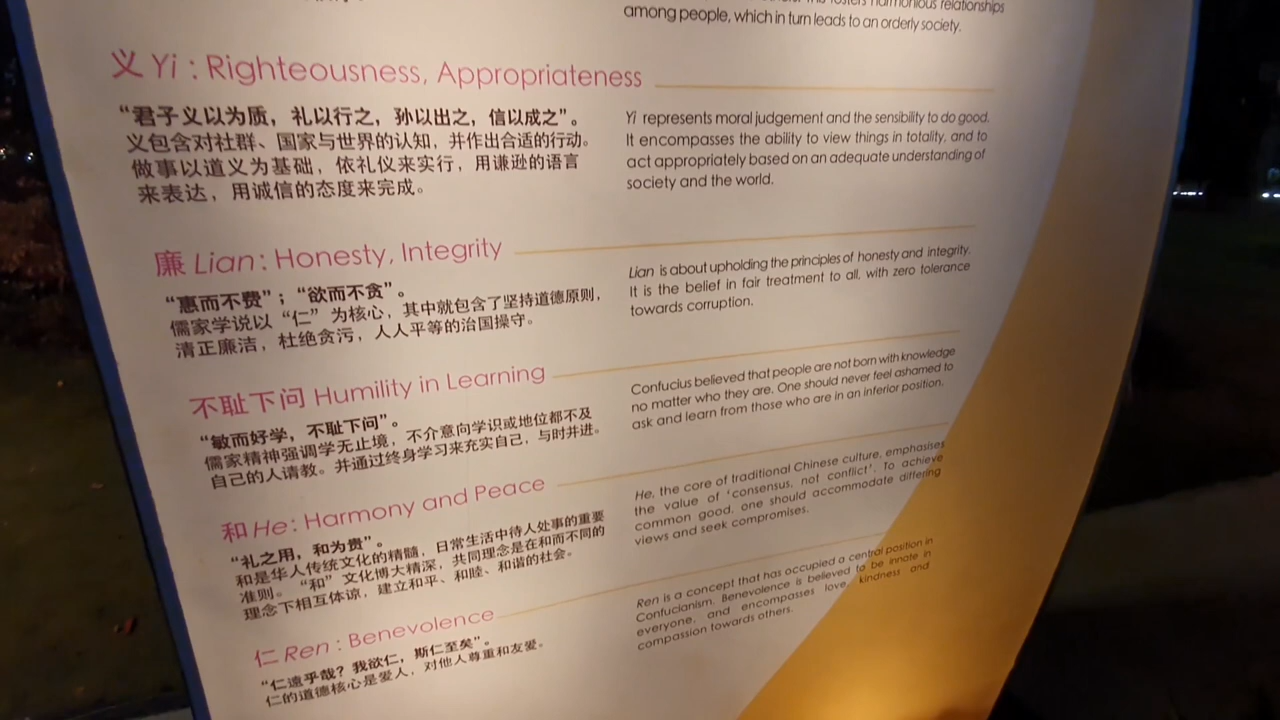 harmonious relationships
among people, which in turn leads to an orderly society.
义 Yi : Righteousness, Appropriateness
“君子义以为质，礼以行之，孙以出之，信以成之”。
义包含对社群、国家与世界的认知，并作出合适的行动。
做事以道义为基础，依礼仪来实行，用谦逊的语言
来表达，用诚信的态度来完成。
Yi represents moral judgement and the sensibility to do good.
It encompasses the ability to view things in totality, and to
act appropriately based on an adequate understanding of
society and the world.
廉 Lian : Honesty, Integrity
“惠而不费”；“欲而不贪”。
儒家学说以“仁”为核心，其中就包含了坚持道德原则，
清正廉洁，杜绝贪污，人人平等的治国操守。
Lian is about upholding the principles of honesty and integrity.
It is the belief in fair treatment to all, with zero tolerance
towards corruption.
不耻下问 Humility in Learning
“敏而好学，不耻下问”。
儒家精神强调学无止境，不介意向学识或地位都不及
自己的人请教。并通过终身学习来充实自己，与时并进。
Confucius believed that people are not born with knowledge
no matter who they are. One should never feel ashamed to
ask and learn from those who are in an inferior position.
和 He : Harmony and Peace
“礼之用，和为贵”。
和是华人传统文化的精髓，日常生活中待人处事的重要
准则。“和”文化博大精深，共同理念是在和而不同的
理念下相互体谅，建立和平、和睦、和谐的社会。
He, the core of traditional Chinese culture, emphasises
the value of ‘consensus, not conflict’. To achieve
common good, one should accommodate differing
views and seek compromises.
仁 Ren : Benevolence
“仁遠乎哉？我欲仁，斯仁至矣”。
仁的道德核心是爱人，对他人尊重和友爱。
Ren is a concept that has occupied a central position in
Confucianism. Benevolence is believed to be innate in
everyone, and encompasses love, kindness and
compassion towards others.